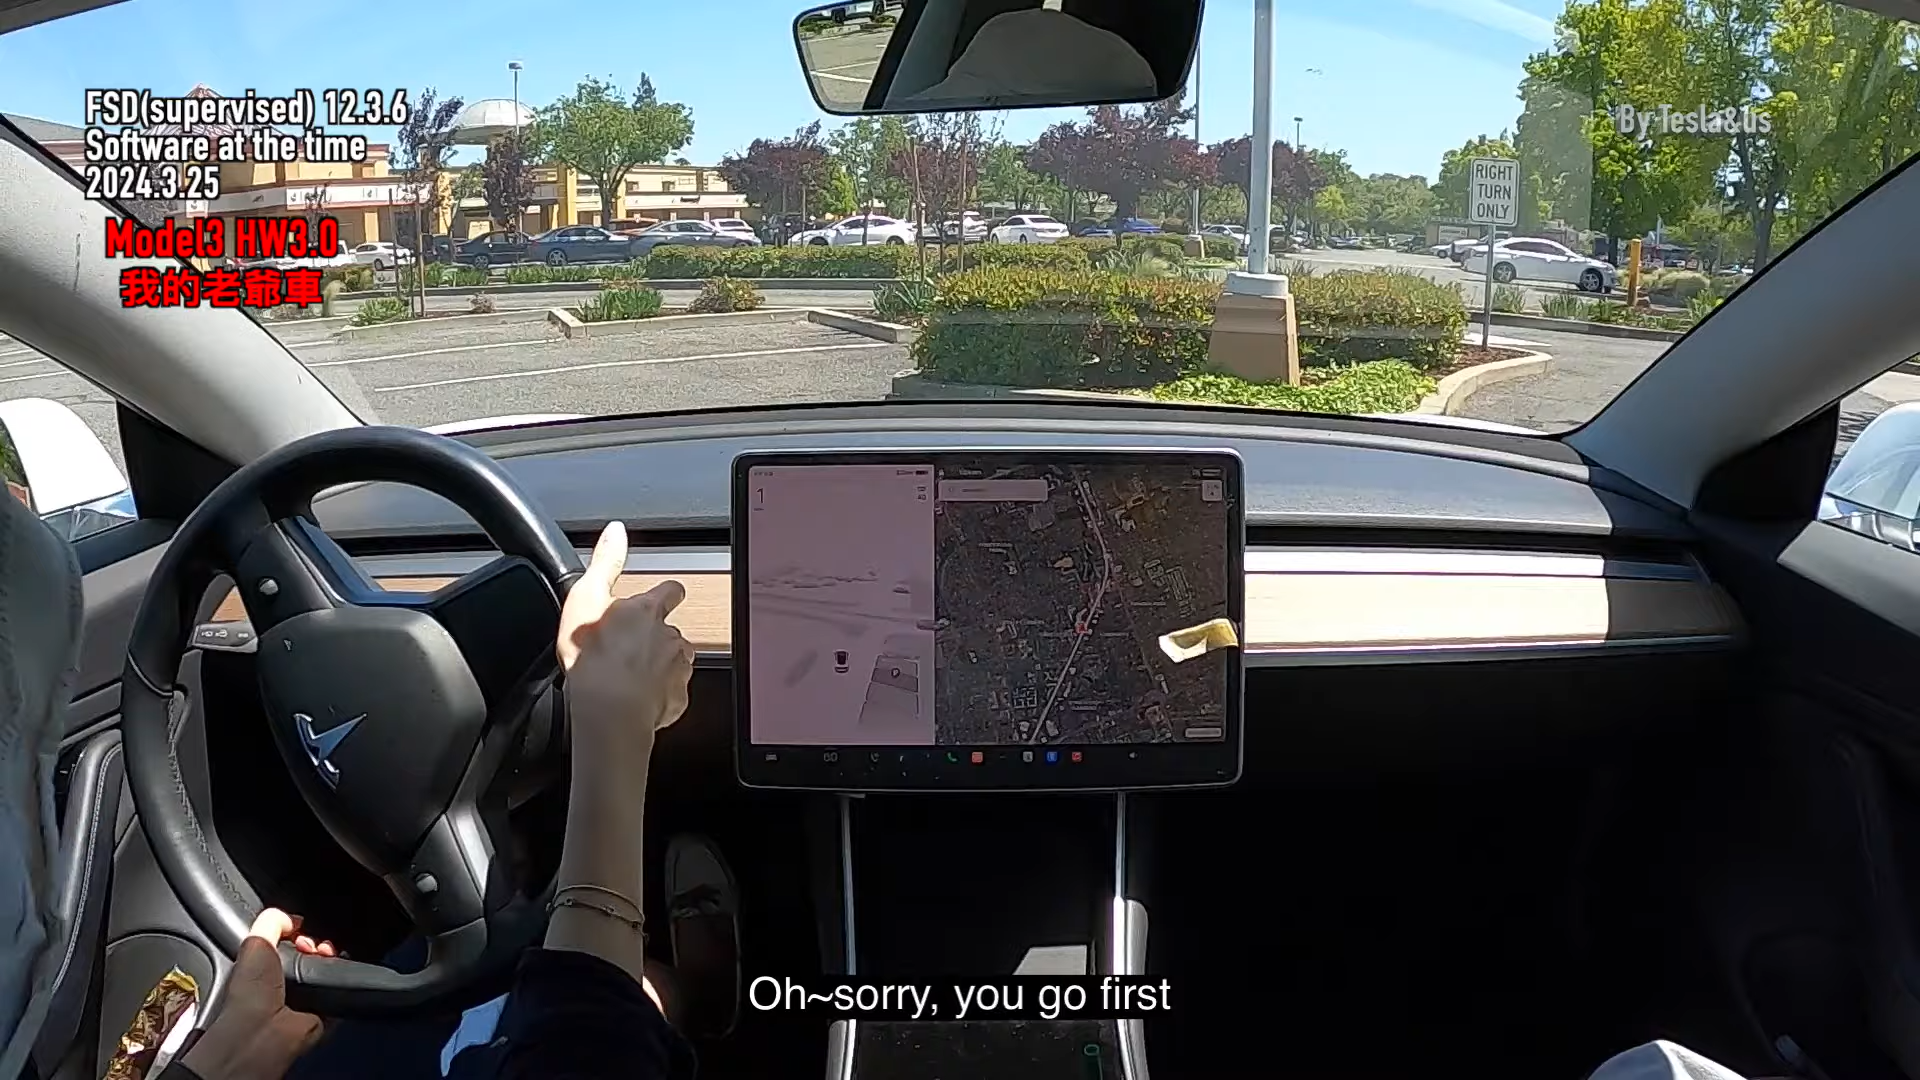 FSD(supervised) 12.3.6
Software at the time
2024.3.25
Model3 HW3.0
我的老爺車
By Tesla&us
RIGHT
TURN
ONLY
1
Oh~sorry, you go first